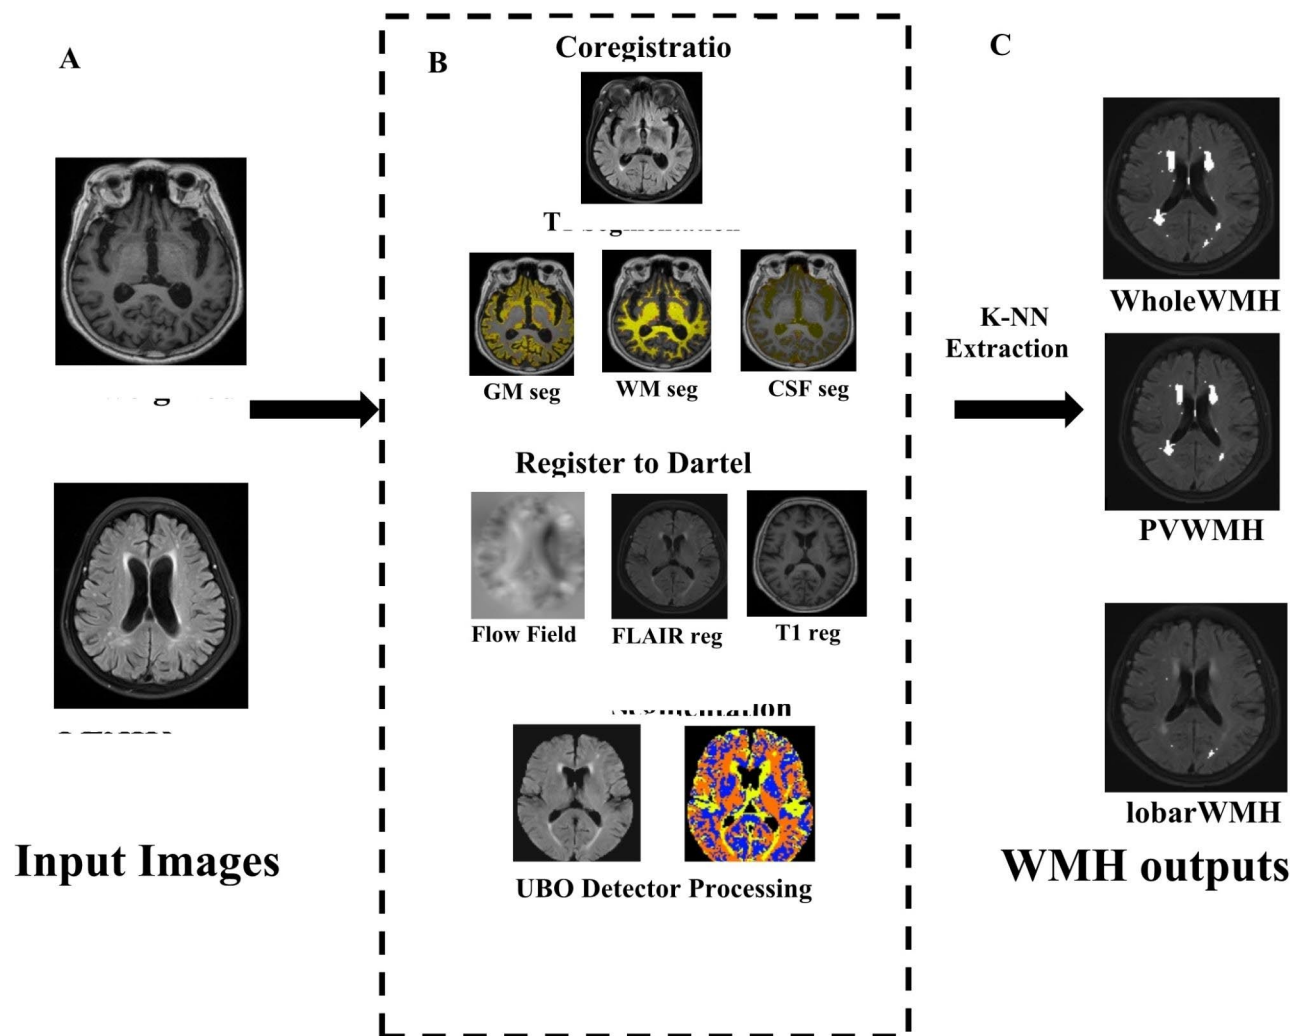 A
B
C
Coregistratio
GM seg
WM seg
CSF seg
Register to Dartel
Flow Field
FLAIR reg
T1 reg
UBO Detector Processing
Input Images
K-NN
Extraction
WholeWMH
PVWMH
lobarWMH
WMH outputs